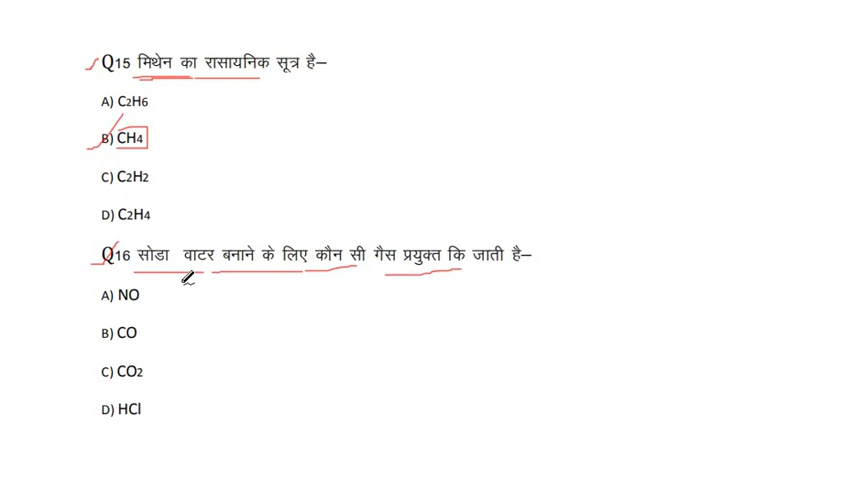 Q15 मिथेन का रासायनिक सूत्र है–
A) C2H6
B) CH4
C) C2H2
D) C2H4
Q16 सोडा वाटर बनाने के लिए कौन सी गैस प्रयुक्त कि जाती है–
A) NO
B) CO
C) CO2
D) HCl